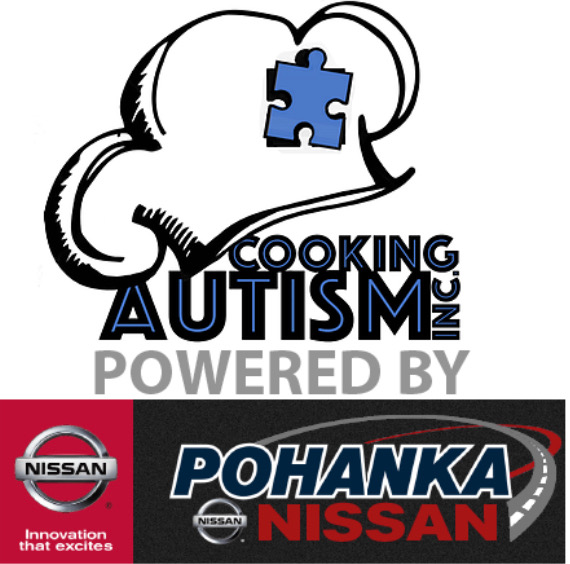 COOKING
AUTISM INC.
POWERED BY
NISSAN
Innovation
that excites
POHANKA
NISSAN NISSAN